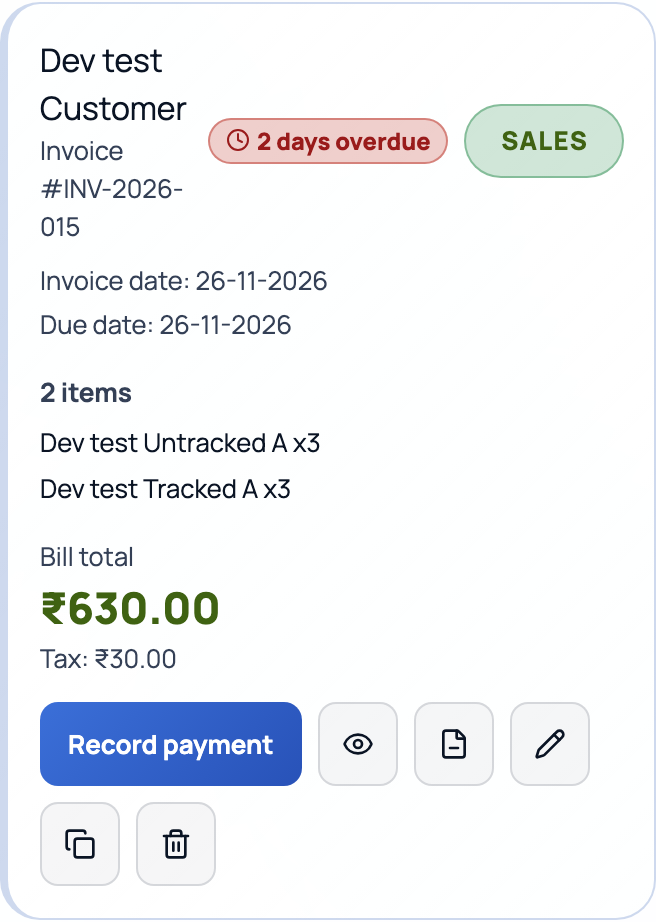 Dev test
Customer
Invoice
#INV-2026-
015
2 days overdue
SALES
Invoice date: 26-11-2026
Due date: 26-11-2026
2 items
Dev test Untracked A x3
Dev test Tracked A x3
Bill total
₹630.00
Tax: ₹30.00
Record payment